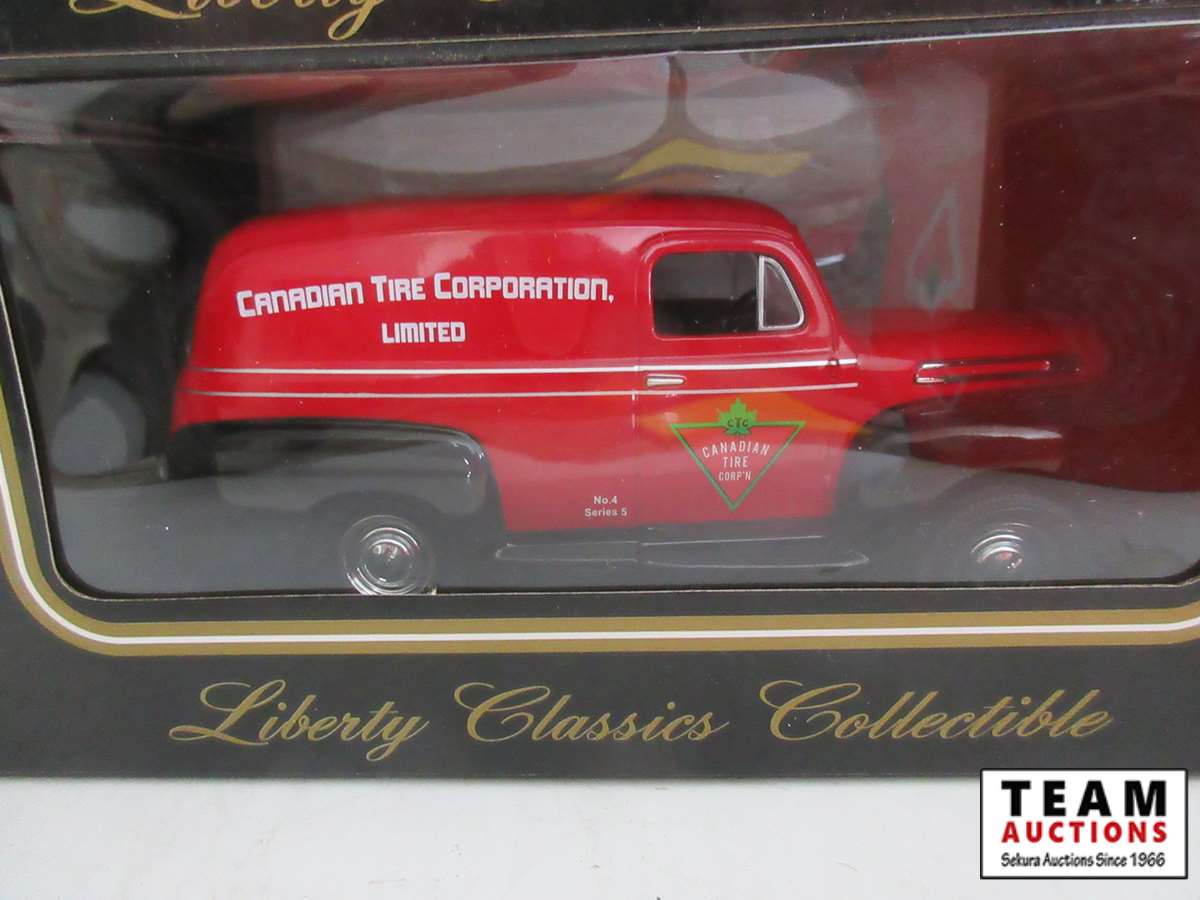 Liberty
CANADIAN TIRE CORPORATION,
LIMITED
CTC
CANADIAN
TIRE
CORP'N
No.4
Series 5
Liberty Classics Collectible
TEAM
AUCTIONS
Sekura Auctions Since 1966